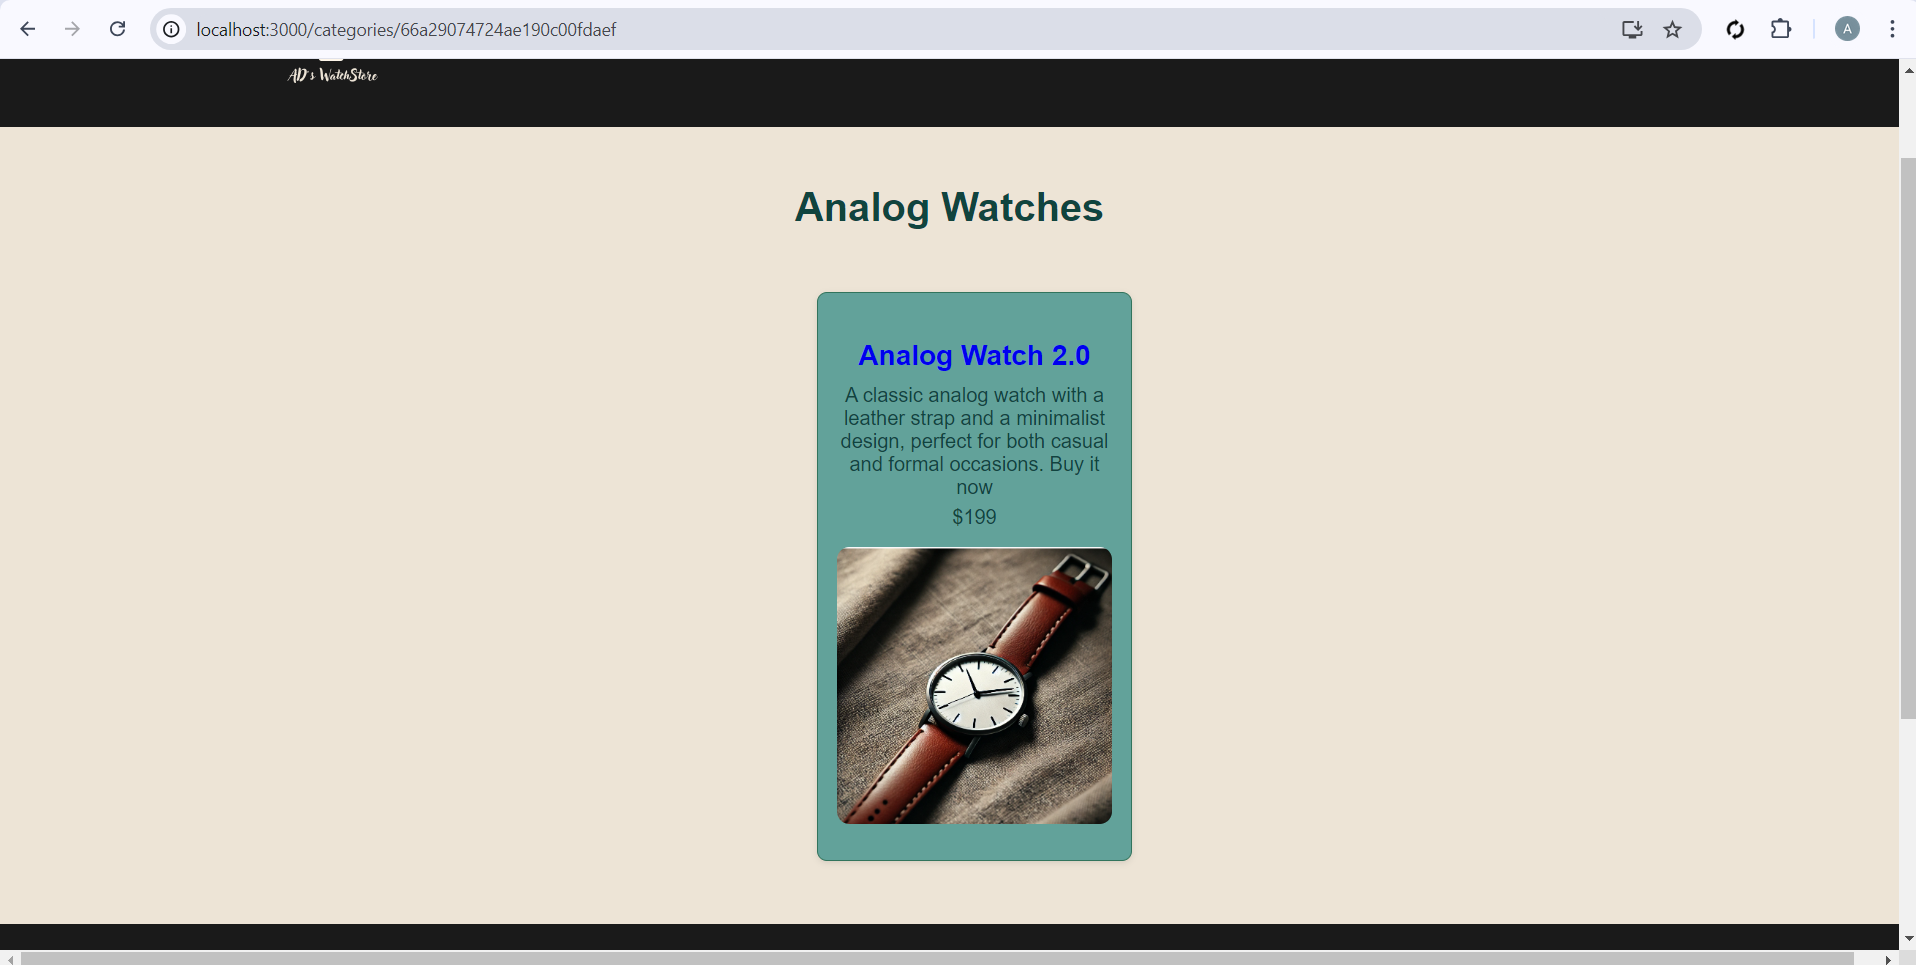 localhost:3000/categories/66a29074724ae190c00fdaef
A
AD's WatchStore
Analog Watches
Analog Watch 2.0
A classic analog watch with a
leather strap and a minimalist
design, perfect for both casual
and formal occasions. Buy it
now
$199